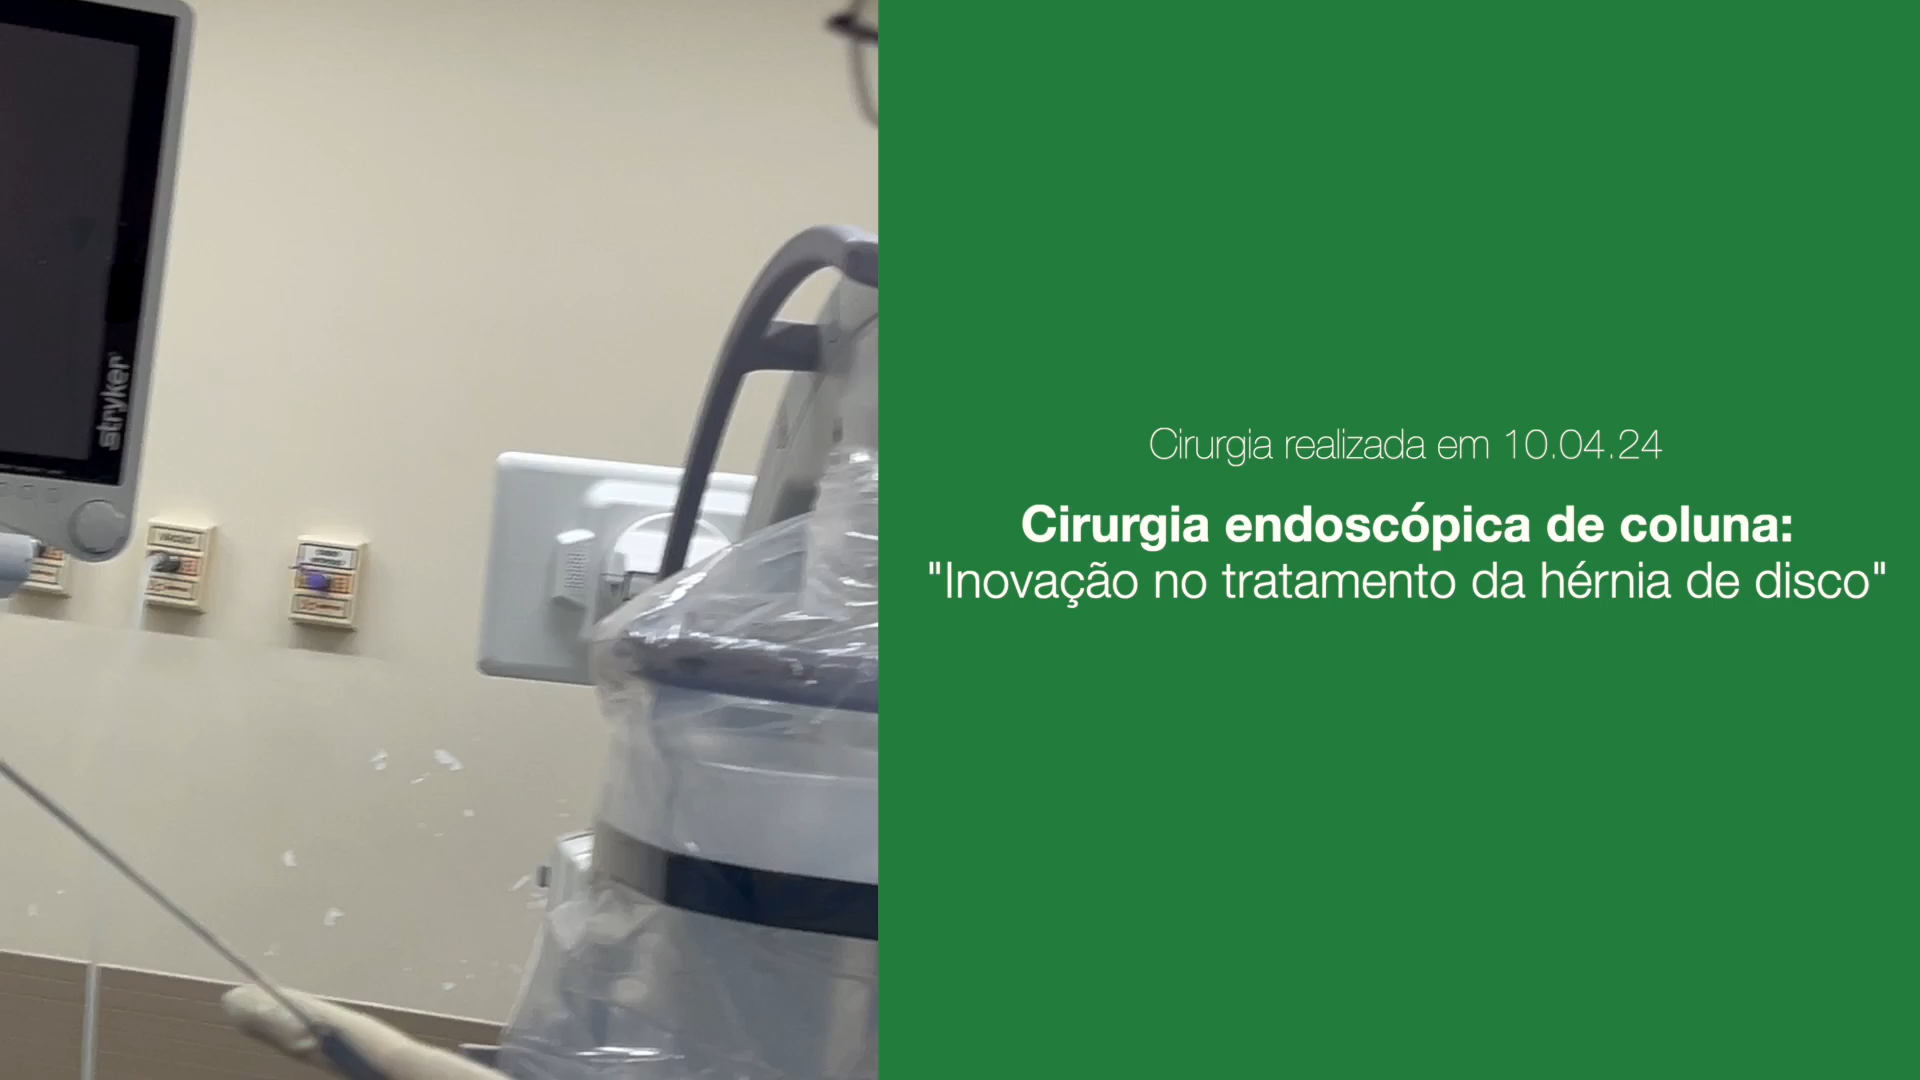 stryker
Cirurgia realizada em 10.04.24
Cirurgia endoscópica de coluna:
"Inovação no tratamento da hérnia de disco"